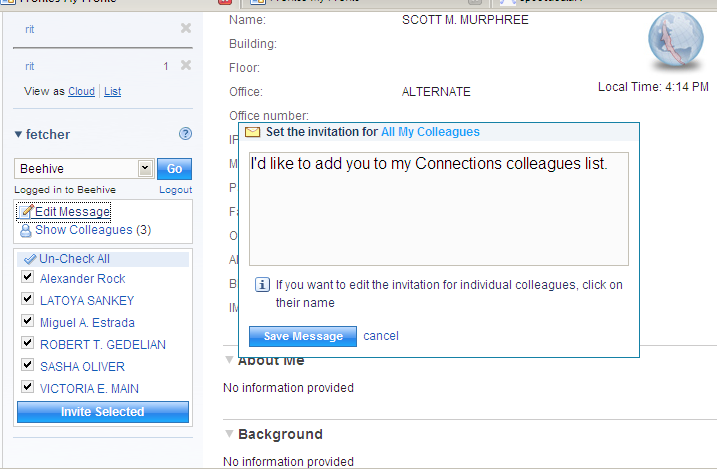 rit
rit 1
View as Cloud List
fetcher
Beehive Go
Logged in to Beehive Logout
Edit Message
Show Colleagues (3)
Un-Check All
Alexander Rock
LATOYA SANKEY
Miguel A. Estrada
ROBERT T. GEDELIAN
SASHA OLIVER
VICTORIA E. MAIN
Invite Selected
Name: SCOTT M. MURPHREE
Building:
Floor:
Office: ALTERNATE
Office number:
Local Time: 4:14 PM
Set the invitation for All My Colleagues
I'd like to add you to my Connections colleagues list.
If you want to edit the invitation for individual colleagues, click on
their name
Save Message cancel
About Me
No information provided
Background
No information provided